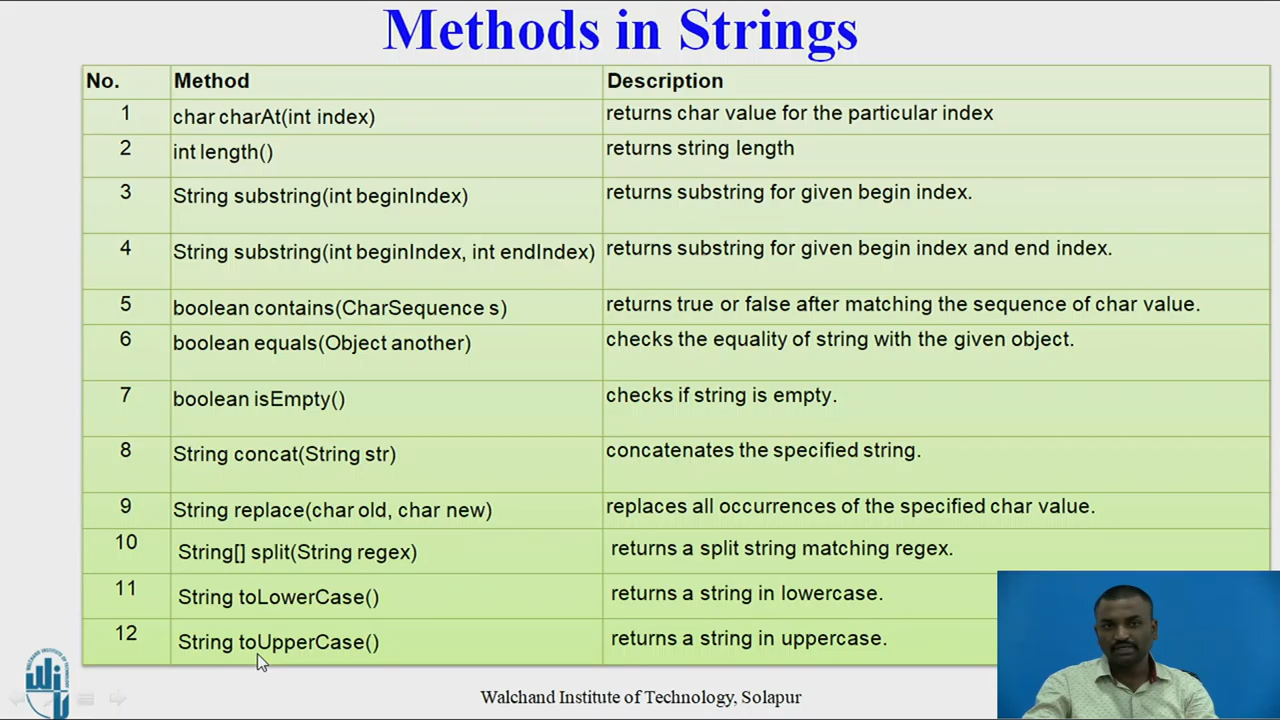 Methods in Strings
No. Method Description
1 char charAt(int index) returns char value for the particular index
2 int length() returns string length
3 String substring(int beginIndex) returns substring for given begin index.
4 String substring(int beginIndex, int endIndex) returns substring for given begin index and end index.
5 boolean contains(CharSequence s) returns true or false after matching the sequence of char value.
6 boolean equals(Object another) checks the equality of string with the given object.
7 boolean isEmpty() checks if string is empty.
8 String concat(String str) concatenates the specified string.
9 String replace(char old, char new) replaces all occurrences of the specified char value.
10 String[] split(String regex) returns a split string matching regex.
11 String toLowerCase() returns a string in lowercase.
12 String toUpperCase() returns a string in uppercase.
Walchand Institute of Technology, Solapur